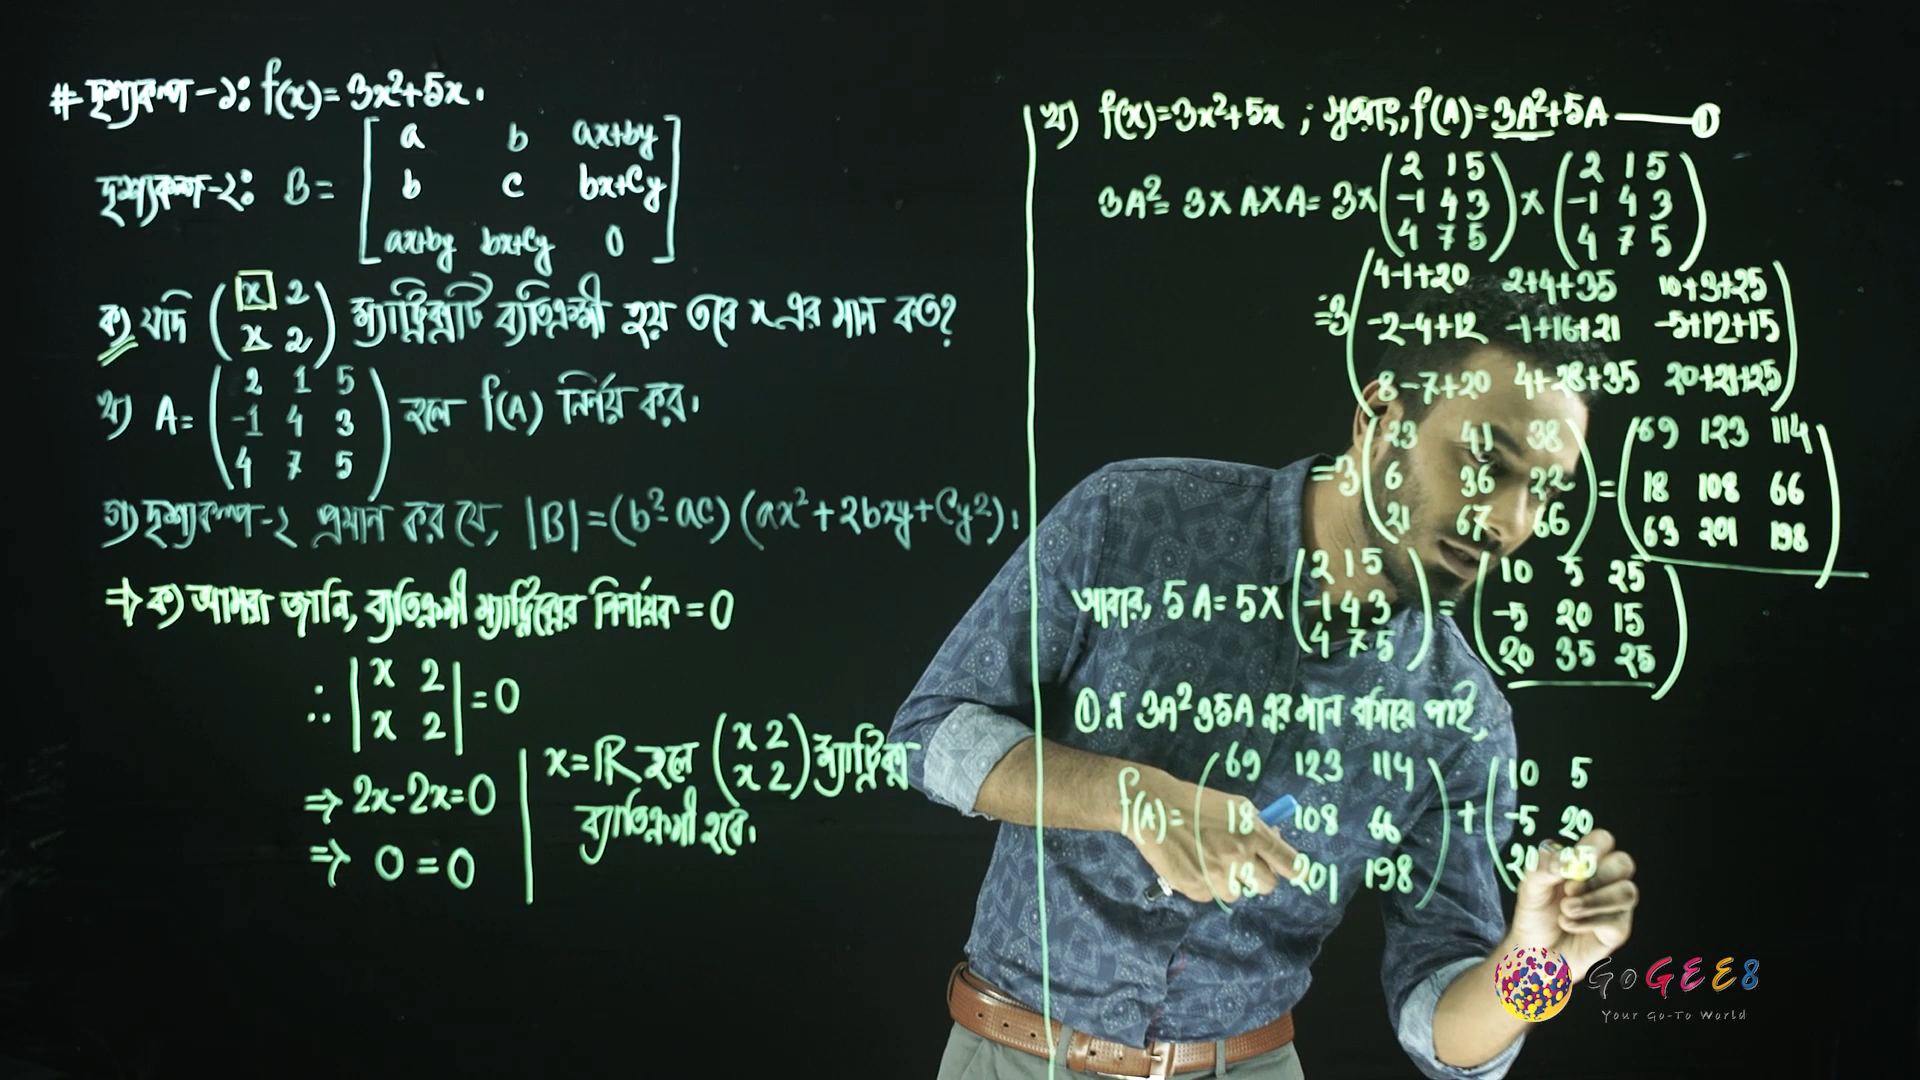 # দৃশ্যকল্প-১: f(x)= 3x²+5x.
দৃশ্যকল্প-২: B = [ a b ax+by
b c bx+cy
ax+by bx+cy 0 ]
ক) যদি ( x 2
x 2 ) ম্যাট্রিক্সটি ব্যতিক্রমী হয় তবে x এর মান কত?
খ) A= ( 2 1 5
-1 4 3
4 7 5 ) হলে f(A) নির্ণয় কর।
গ) দৃশ্যকল্প-২ প্রমান কর যে, |B| = (b²-ac) (ax²+2bxy+cy²)।
⇒ ক) আমরা জানি, ব্যতিক্রমী ম্যাট্রিক্সের নির্ণায়ক = 0
∴ | x 2
x 2 | = 0
⇒ 2x-2x=0
⇒ 0 = 0
x=IR হলে ( x 2
x 2 ) ম্যাট্রিক্স
ব্যতিক্রমী হবে।
খ) f(x)=3x²+5x ; সুতরাং, f(A)=3A²+5A ——— ①
3A²= 3×A×A= 3× ( 2 1 5
-1 4 3
4 7 5 ) × ( 2 1 5
-1 4 3
4 7 5 )
=3 ( 4-1+20 2+4+35 10+3+25
-2-4+12 -1+16+21 -5+12+15
8-7+20 4+28+35 20+21+25 )
=3 ( 23 41 38
6 36 22
21 67 66 ) = ( 69 123 114
18 108 66
63 201 198 )
আবার, 5A=5× ( 2 1 5
-1 4 3
4 7 5 ) = ( 10 5 25
-5 20 15
20 35 25 )
① এ 3A² ও 5A এর মান বসিয়ে পাই,
f(A)= ( 69 123 114
18 108 66
63 201 198 ) + ( 10 5
-5 20
20 35
GoGEE8
Your Go-To World